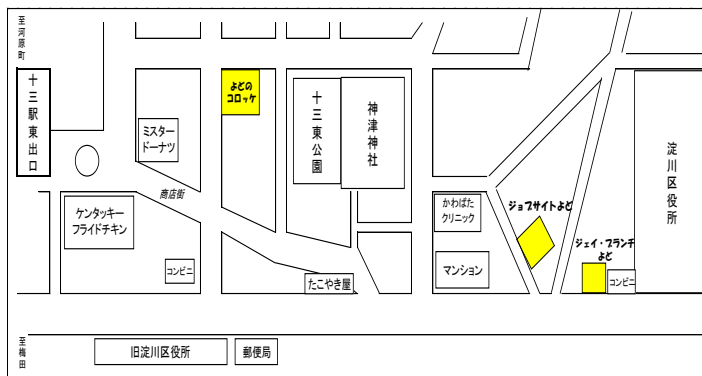 至河原町
十三駅東出口
よどの
コロッケ
ミスター
ドーナツ
十三東公園
神津神社
淀川区役所
商店街
ケンタッキー
フライドチキン
かわばた
クリニック
ジョブサイトよど
ジェイ・ブランチ
よど
コンビニ
たこやき屋
マンション
コンビニ
至梅田
旧淀川区役所
郵便局